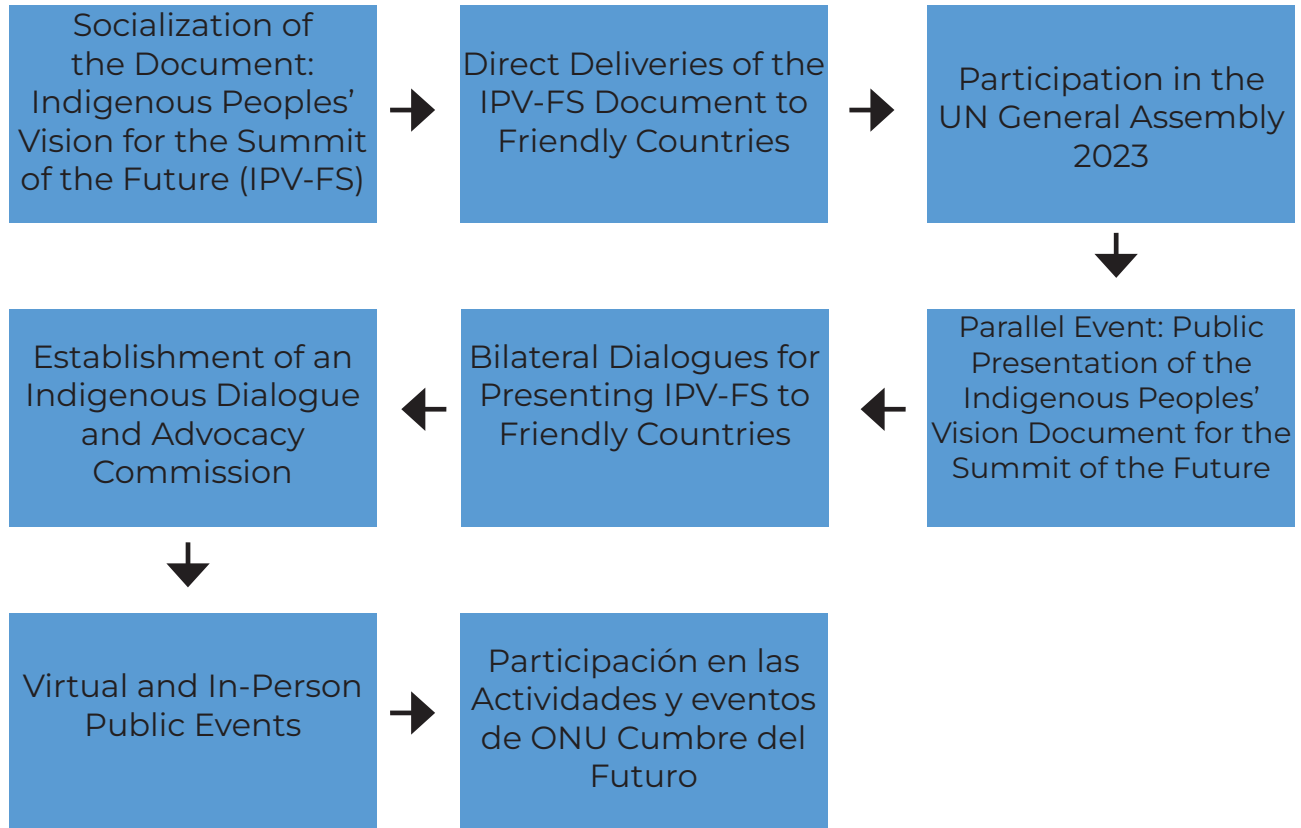 Socialization of
the Document:
Indigenous Peoples’
Vision for the Summit
of the Future (IPV-FS)
Direct Deliveries of the
IPV-FS Document to
Friendly Countries
Participation in the
UN General Assembly
2023
Parallel Event: Public
Presentation of the
Indigenous Peoples’
Vision Document for the
Summit of the Future
Bilateral Dialogues for
Presenting IPV-FS to
Friendly Countries
Establishment of an
Indigenous Dialogue
and Advocacy
Commission
Virtual and In-Person
Public Events
Participación en las
Actividades y eventos
de ONU Cumbre del
Futuro